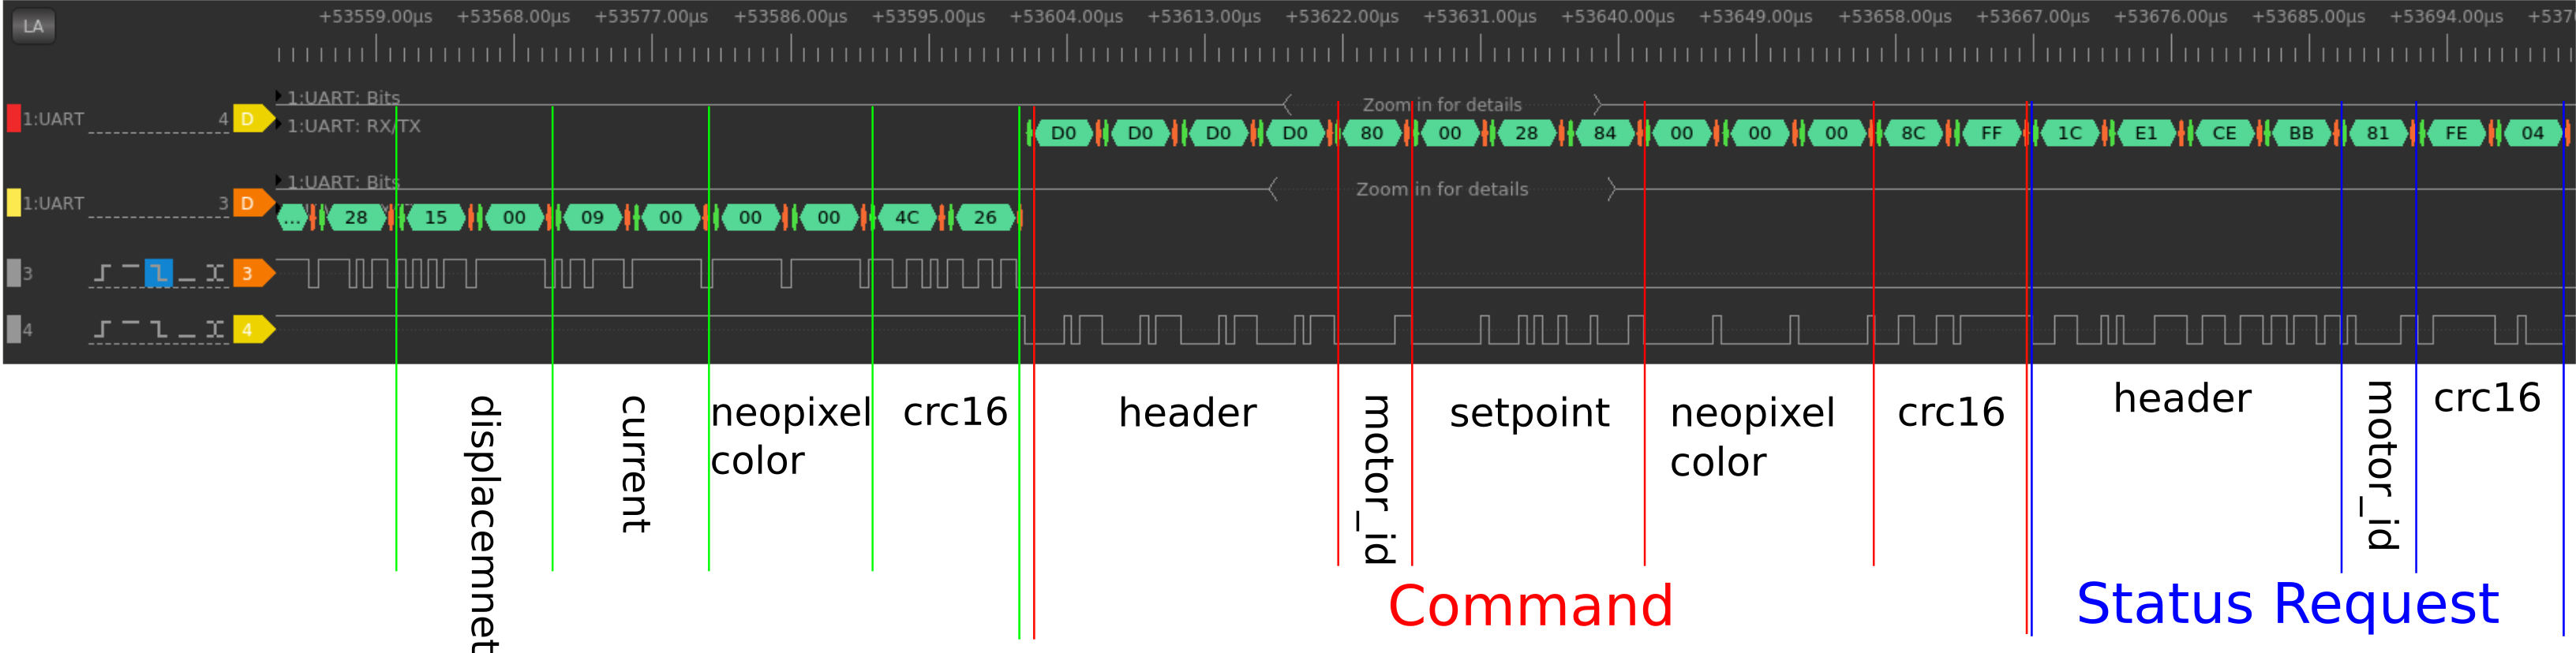 LA
+53559.00µs +53568.00µs +53577.00µs +53586.00µs +53595.00µs +53604.00µs +53613.00µs +53622.00µs +53631.00µs +53640.00µs +53649.00µs +53658.00µs +53667.00µs +53676.00µs +53685.00µs +53694.00µs +537
1:UART: Bits Zoom in for details
1:UART 4 D 1:UART: RX/TX
D0 D0 D0 D0 80 00 28 84 00 00 00 8C FF 1C E1 CE BB 81 FE 04
1:UART: Bits Zoom in for details
1:UART 3 D
... 28 15 00 09 00 00 00 4C 26
3 3
4 4
displacemnet
current
neopixel
color
crc16
header
motor_id
setpoint
neopixel
color
crc16
header
motor_id
crc16
Command
Status Request